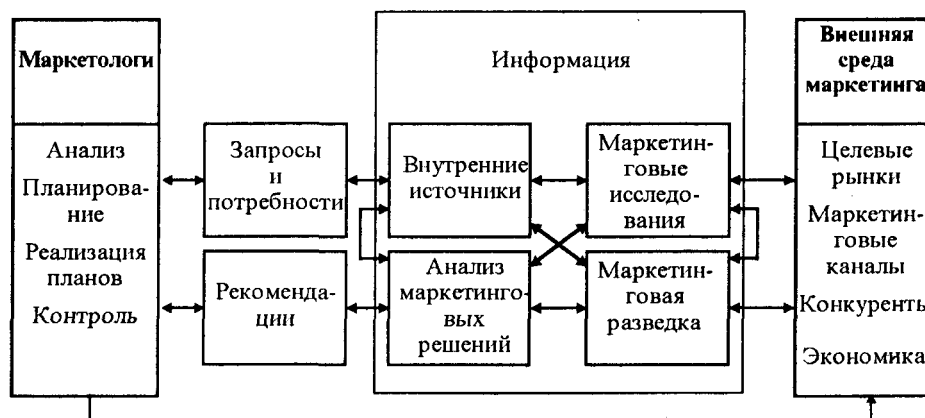 Маркетологи
Анализ
Планирова-
ние
Реализация
планов
Контроль
Запросы
и
потребности
Рекоменда-
ции
Информация
Внутренние
источники
Маркетин-
говые
исследо-
вания
Анализ
маркетинго-
вых
решений
Маркетин-
говая
разведка
Внешняя
среда
маркетинга
Целевые
рынки
Маркетин-
говые
каналы
Конкуренты
Экономика